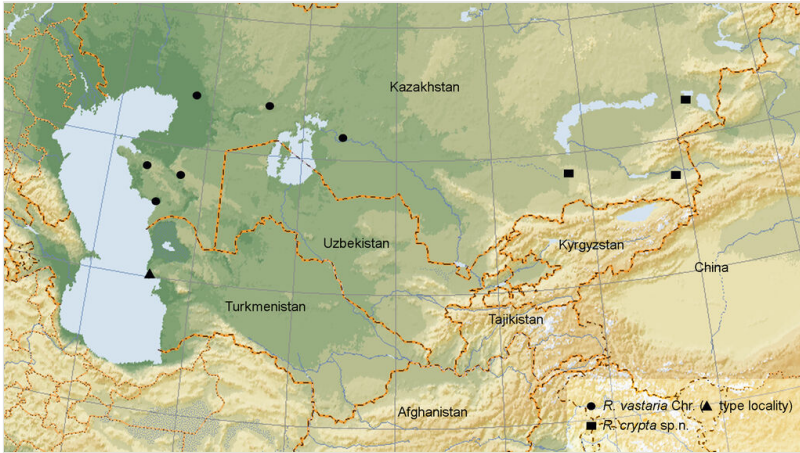 Kazakhstan
Uzbekistan
Kyrgyzstan
China
Turkmenistan
Tajikistan
Afghanistan
R. vastaria Chr. (▲ type locality)
R. crypta sp.n.